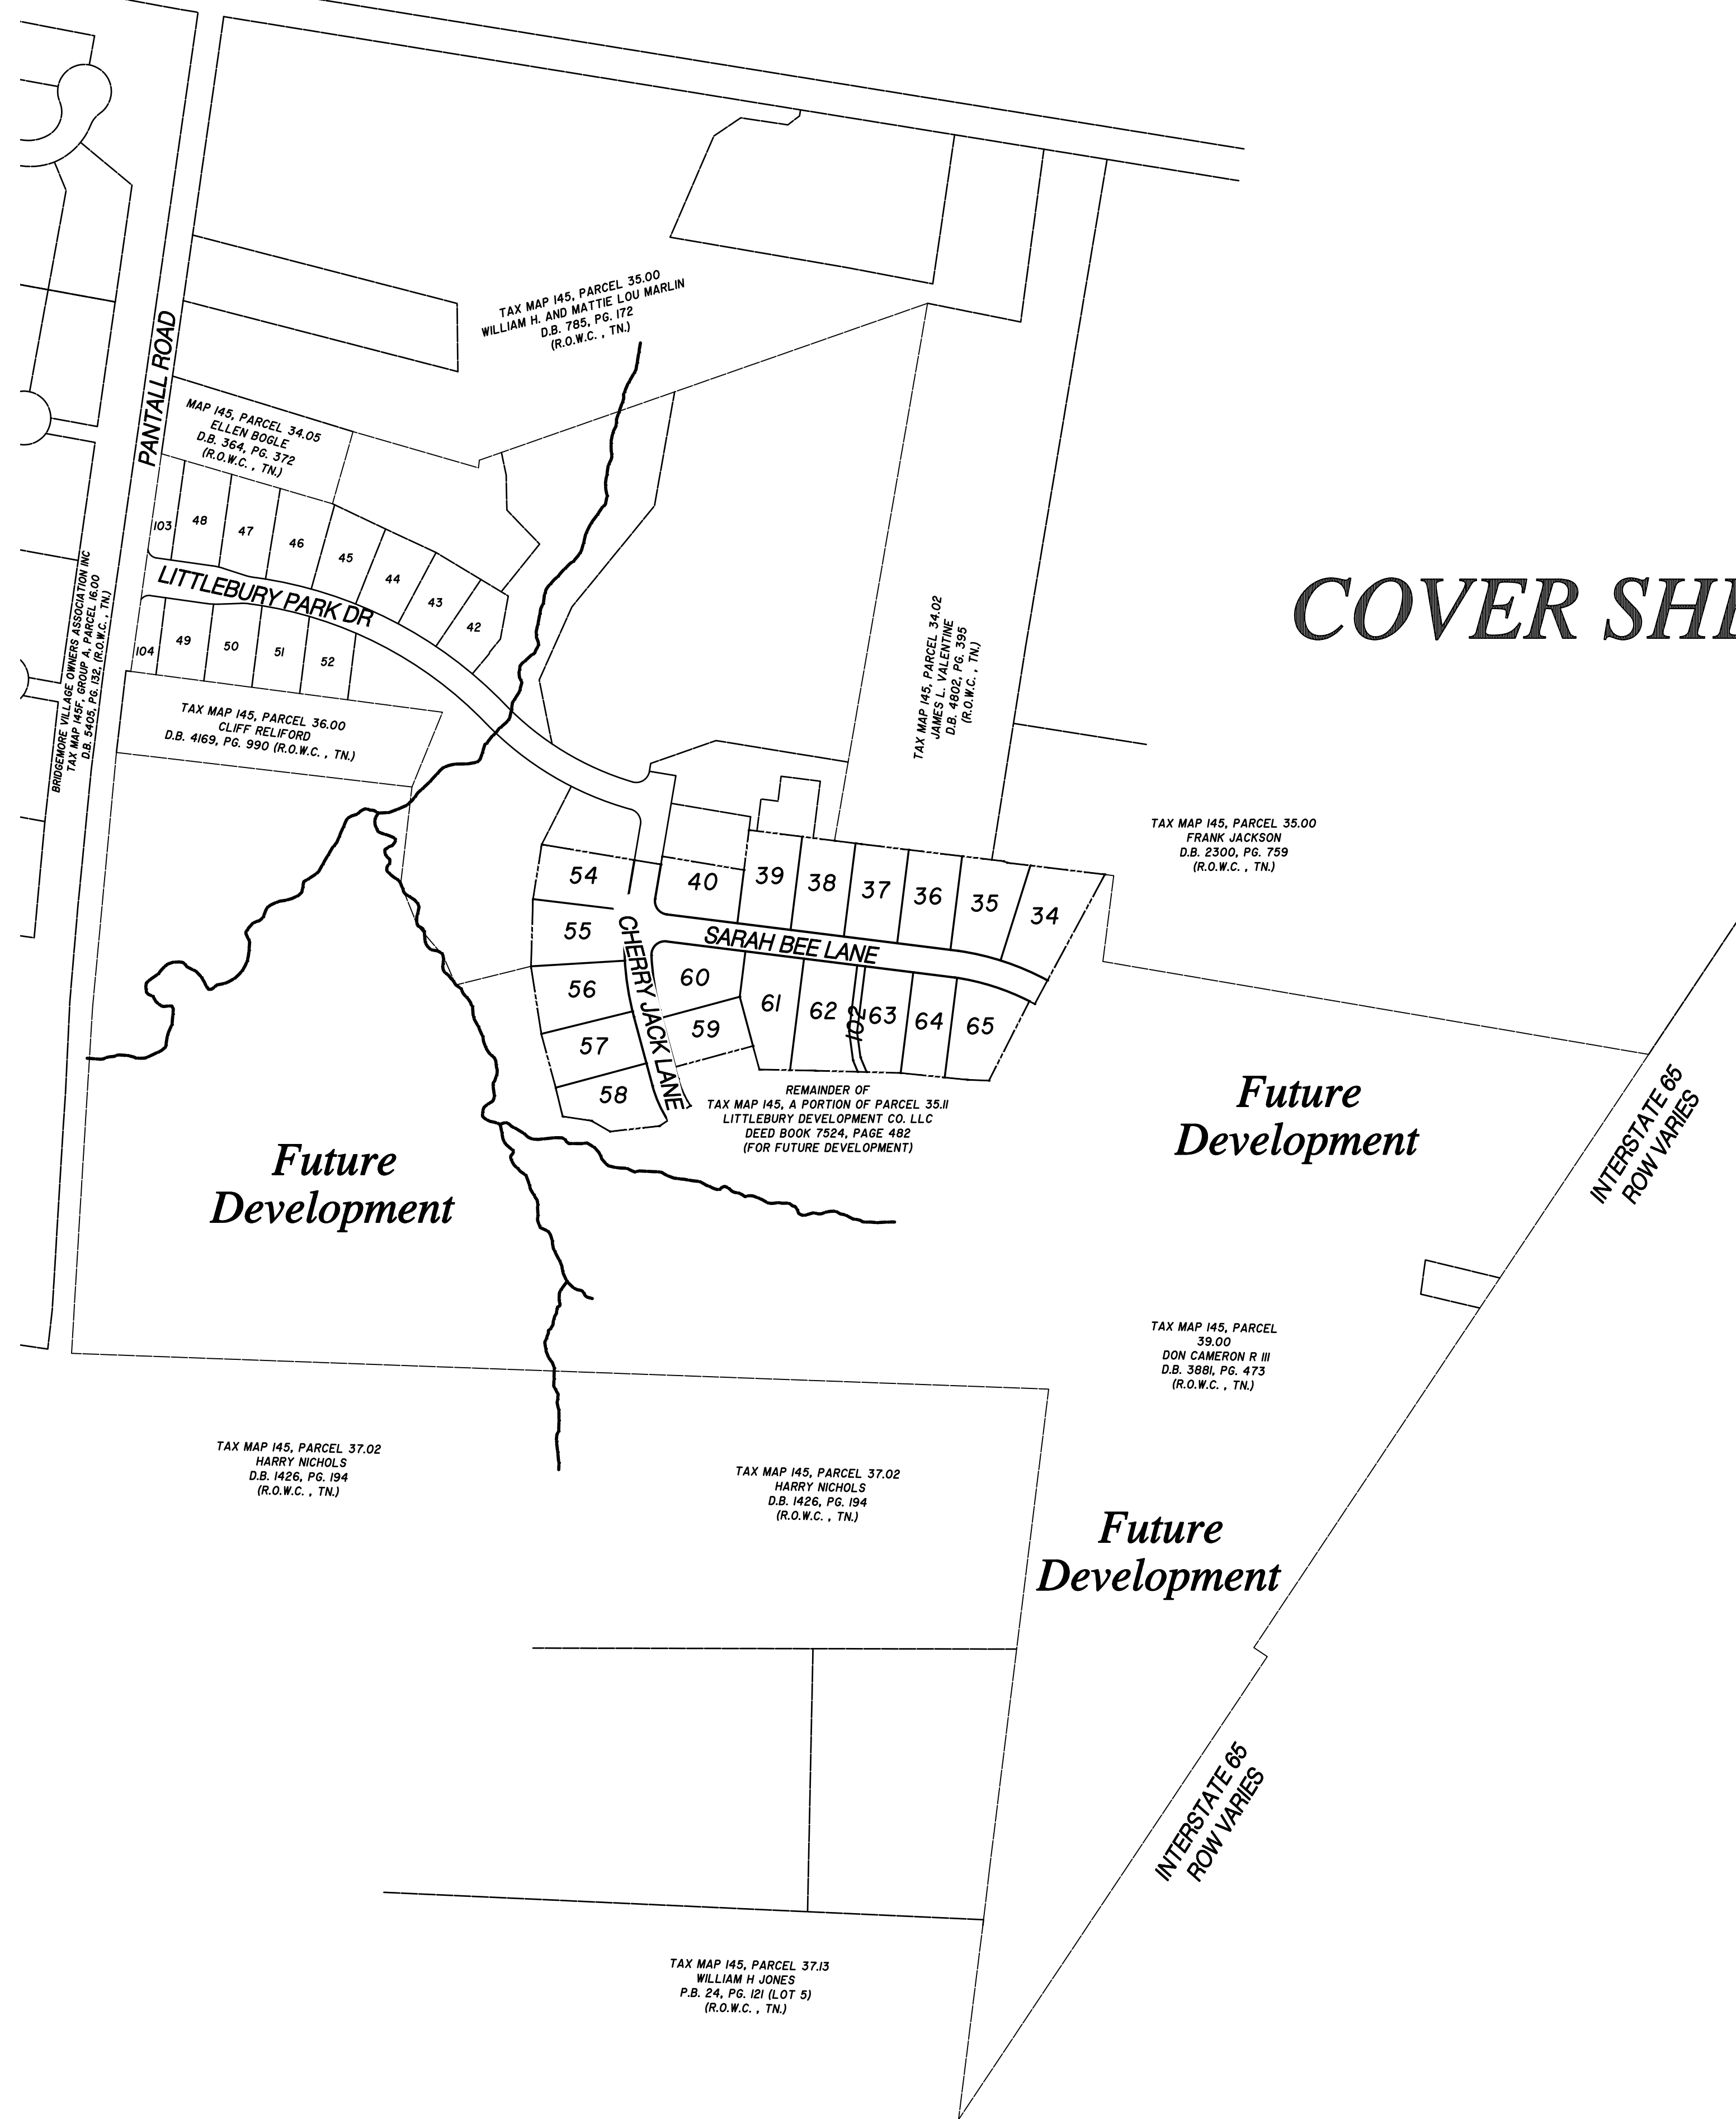 TAX MAP 145, PARCEL 35.00
WILLIAM H. AND MATTIE LOU MARLIN
D.B. 785, PG. 172
(R.O.W.C. , TN.)
PANTALL ROAD
MAP 145, PARCEL 34.05
ELLEN BOGLE
D.B. 364, PG. 372
(R.O.W.C. , TN.)
103
48
47
46
45
44
43
42
LITTLEBURY PARK DR
104
49
50
51
52
BRIDGEMORE VILLAGE OWNERS ASSOCIATION INC
TAX MAP 145F, GROUP A, PARCEL 16.00
D.B. 5405, PG. 132, (R.O.W.C. , TN.)
TAX MAP 145, PARCEL 36.00
CLIFF RELIFORD
D.B. 4169, PG. 990 (R.O.W.C. , TN.)
TAX MAP 145, PARCEL 34.02
JAMES L. VALENTINE
D.B. 4802, PG. 395
(R.O.W.C. , TN.)
COVER SHE
TAX MAP 145, PARCEL 35.00
FRANK JACKSON
D.B. 2300, PG. 759
(R.O.W.C. , TN.)
54
40
39
38
37
36
35
34
55
CHERRY JACK LANE
SARAH BEE LANE
56
60
61
62
102
63
64
65
57
59
58
REMAINDER OF
TAX MAP 145, A PORTION OF PARCEL 35.11
LITTLEBURY DEVELOPMENT CO. LLC
DEED BOOK 7524, PAGE 482
(FOR FUTURE DEVELOPMENT)
Future
Development
Future
Development
INTERSTATE 65
ROW VARIES
TAX MAP 145, PARCEL
39.00
DON CAMERON R III
D.B. 3881, PG. 473
(R.O.W.C. , TN.)
TAX MAP 145, PARCEL 37.02
HARRY NICHOLS
D.B. 1426, PG. 194
(R.O.W.C. , TN.)
TAX MAP 145, PARCEL 37.02
HARRY NICHOLS
D.B. 1426, PG. 194
(R.O.W.C. , TN.)
Future
Development
INTERSTATE 65
ROW VARIES
TAX MAP 145, PARCEL 37.13
WILLIAM H JONES
P.B. 24, PG. 121 (LOT 5)
(R.O.W.C. , TN.)